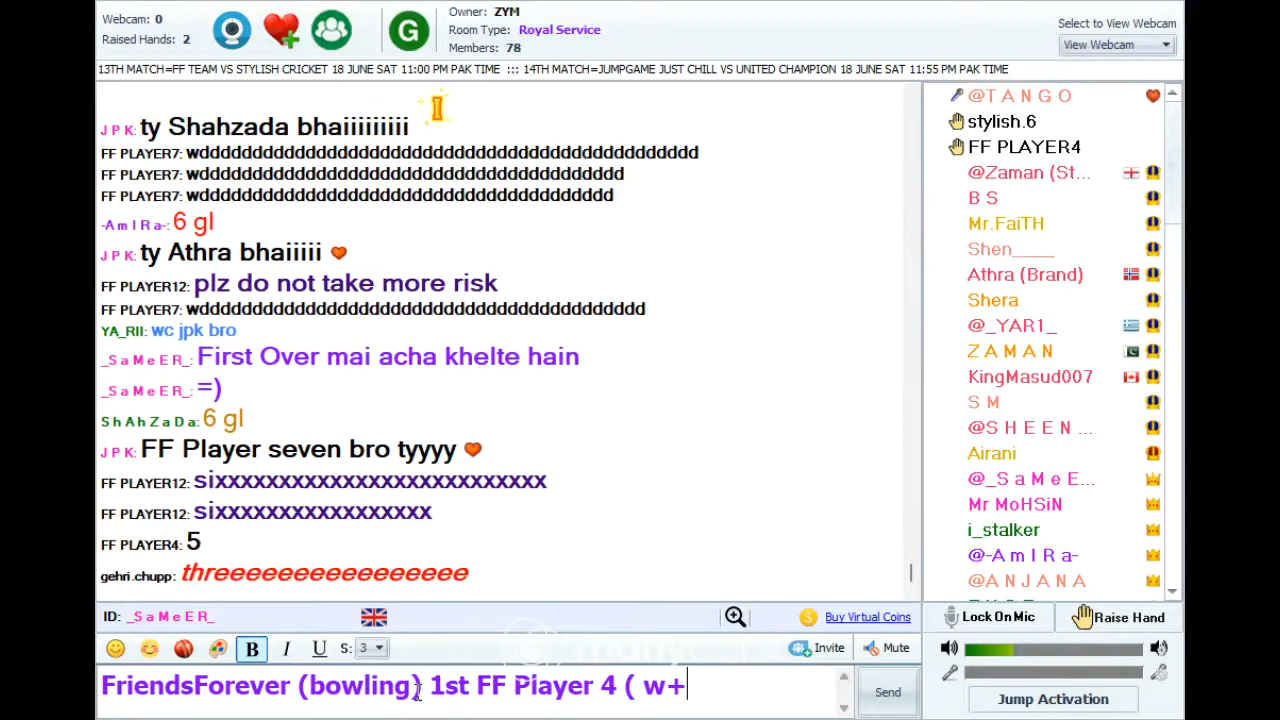 Webcam: 0
Raised Hands: 2
G
Owner: ZYM
Room Type: Royal Service
Members: 78
Select to View Webcam
View Webcam
13TH MATCH=FF TEAM VS STYLISH CRICKET 18 JUNE SAT 11:00 PM PAK TIME ::: 14TH MATCH=JUMPGAME JUST CHILL VS UNITED CHAMPION 18 JUNE SAT 11:55 PM PAK TIME
J P K: ty Shahzada bhaiiiiiiiii
FF PLAYER7: wddddddddddddddddddddddddddddddddddddddddddddddd
FF PLAYER7: wdddddddddddddddddddddddddddddddddddddddd
FF PLAYER7: wddddddddddddddddddddddddddddddddddddddd
-A m I R a-: 6 gl
J P K: ty Athra bhaiiiii
FF PLAYER12: plz do not take more risk
FF PLAYER7: wdddddddddddddddddddddddddddddddddddddddddd
YA_RII: wc jpk bro
_S a M e E R_: First Over mai acha khelte hain
_S a M e E R_: =)
S h A h Z a D a: 6 gl
J P K: FF Player seven bro tyyyy
FF PLAYER12: sixxxxxxxxxxxxxxxxxxxxxxxxxx
FF PLAYER12: sixxxxxxxxxxxxxxxxx
FF PLAYER4: 5
gehri.chupp: threeeeeeeeeeeeeeee
@T A N G O
stylish.6
FF PLAYER4
@Zaman (St...
B S
Mr.FaiTH
Shen____
Athra (Brand)
Shera
@_YAR1_
Z A M A N
KingMasud007
S M
@S H E E N ...
Airani
@_S a M e E...
Mr MoHSiN
i_stalker
@-A m I R a-
@A N J A N A
ID: _S a M e E R_
Buy Virtual Coins
Lock On Mic
Raise Hand
B I U S: 3
Invite
Mute
FriendsForever (bowling) 1st FF Player 4 ( w+
Send
Jump Activation